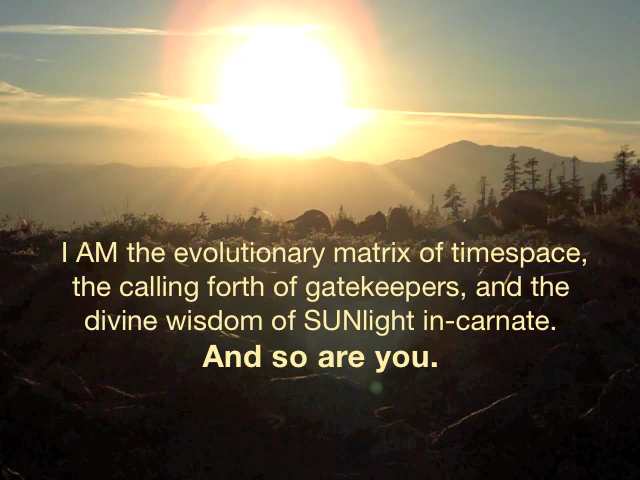 I AM the evolutionary matrix of timespace,
the calling forth of gatekeepers, and the
divine wisdom of SUNlight in-carnate.
And so are you.